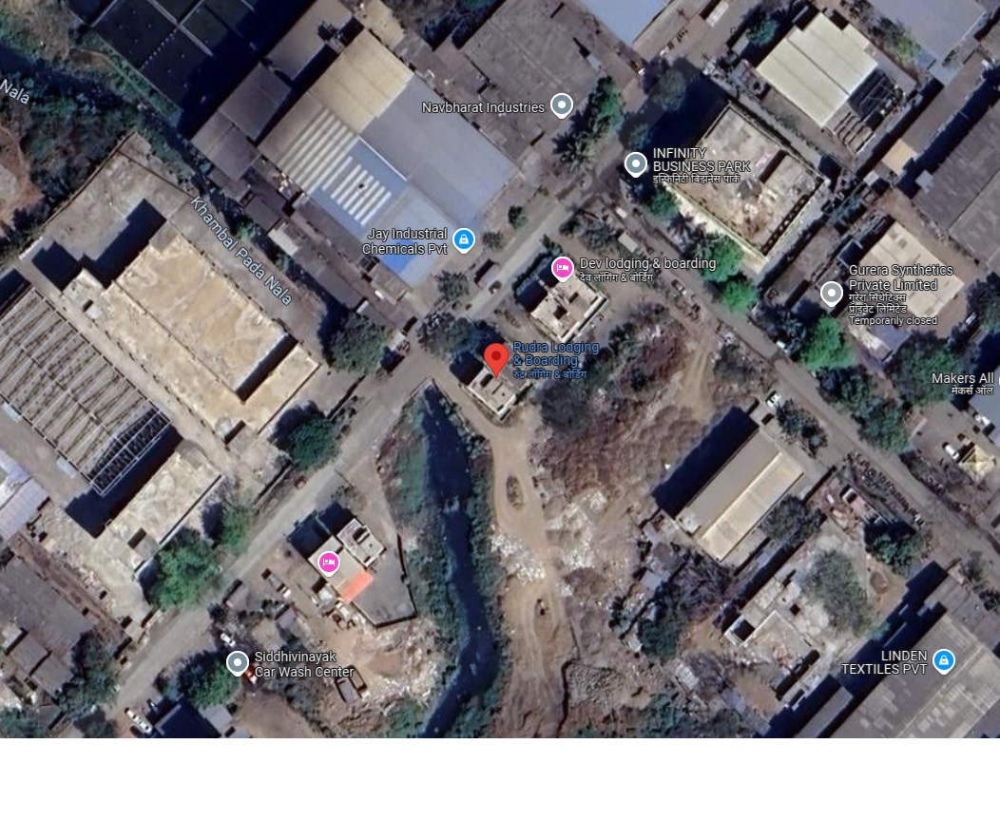 Nala
Navbharat Industries
INFINITY
BUSINESS PARK
इन्फिनिटी बिझनेस पार्क
Khambal Pada Nala
Jay Industrial
Chemicals Pvt
Dev lodging & boarding
देव लॉगिंग & बोर्डिंग
Gurera Synthetics
Private Limited
गुरेरा सिंथेटिक्स
प्राइवेट लिमिटेड
Temporarily closed
Rudra Lodging
& Boarding
रुद्र लॉगिंग & बोर्डिंग
Makers All
मेकर्स ऑल
Siddhivinayak
Car Wash Center
LINDEN
TEXTILES PVT